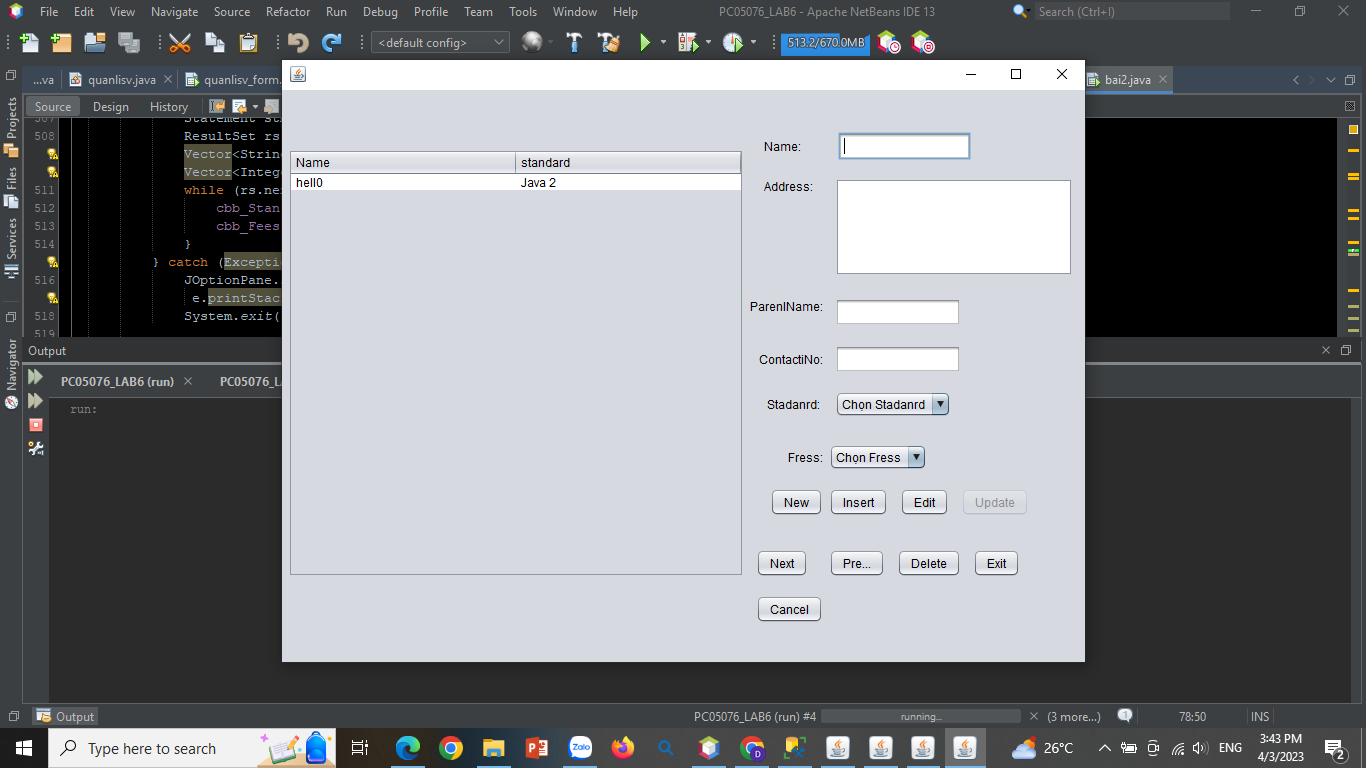 File Edit View Navigate Source Refactor Run Debug Profile Team Tools Window Help PC05076_LAB6 - Apache NetBeans IDE 13 Search (Ctrl+I)
<default config> 513.2/670.0MB
...va quanlisv.java quanlisv_form. bai2.java
Source Design History
Projects
Files
Services
Navigator
508 ResultSet rs
Vector<String
Vector<Intege
511 while (rs.ne
512 cbb_Stan
513 cbb_Fees
514 }
} catch (Excepti
516 JOptionPane.
e.printStac
518 System.exit(
519
Output
PC05076_LAB6 (run) PC05076_L
run:
Name standard
hell0 Java 2
Name:
Address:
ParenlName:
ContactiNo:
Stadanrd: Chọn Stadanrd
Fress: Chọn Fress
New Insert Edit Update
Next Pre... Delete Exit
Cancel
Output PC05076_LAB6 (run) #4 running... (3 more...) 1 78:50 INS
Type here to search 26°C ENG 3:43 PM
4/3/2023 2